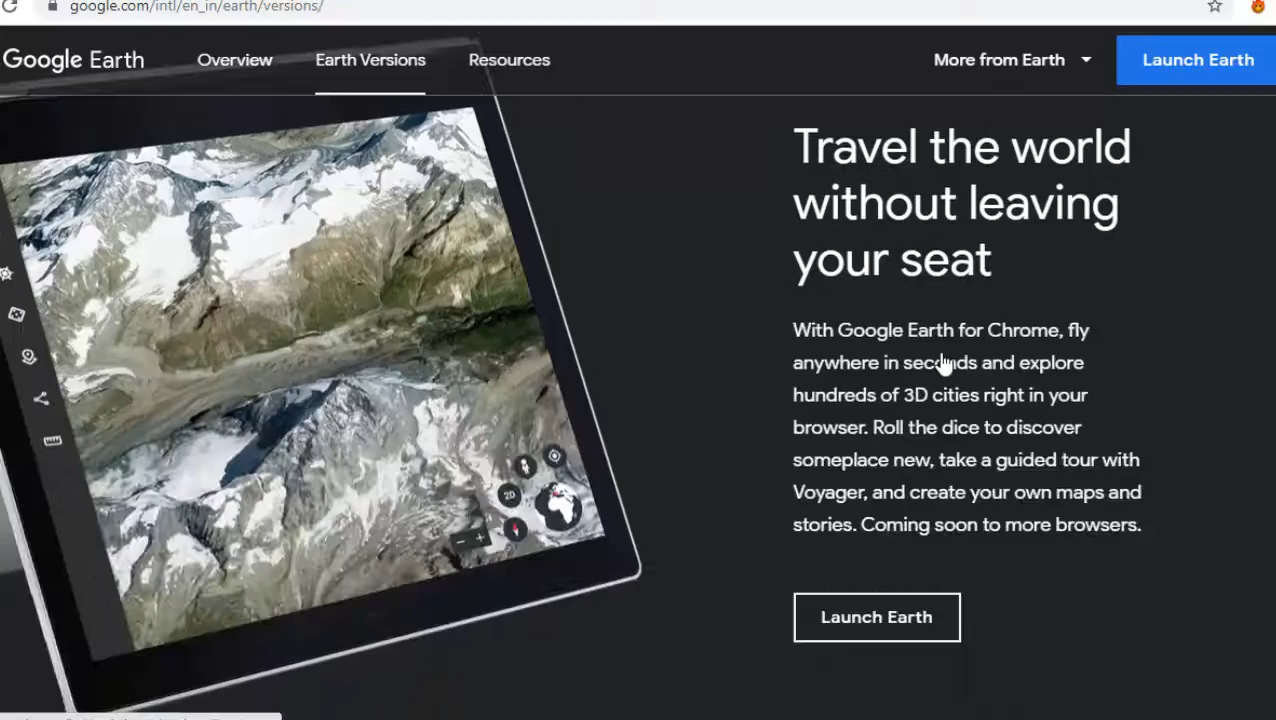 google.com/intl/en_in/earth/versions/
Google Earth
Overview
Earth Versions
Resources
More from Earth
Launch Earth
Travel the world
without leaving
your seat
With Google Earth for Chrome, fly
anywhere in seconds and explore
hundreds of 3D cities right in your
browser. Roll the dice to discover
someplace new, take a guided tour with
Voyager, and create your own maps and
stories. Coming soon to more browsers.
Launch Earth
2D